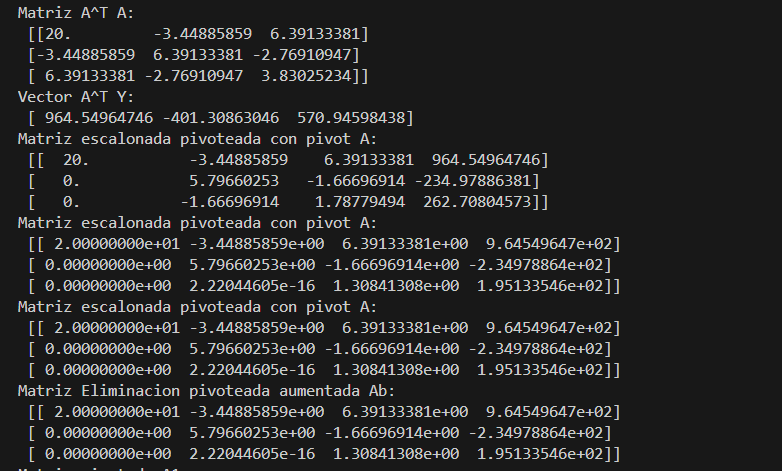 Matriz A^T A:
[[20. -3.44885859 6.39133381]
[-3.44885859 6.39133381 -2.76910947]
[ 6.39133381 -2.76910947 3.83025234]]
Vector A^T Y:
[ 964.54964746 -401.30863046 570.94598438]
Matriz escalonada pivoteada con pivot A:
[[ 20. -3.44885859 6.39133381 964.54964746]
[ 0. 5.79660253 -1.66696914 -234.97886381]
[ 0. -1.66696914 1.78779494 262.70804573]]
Matriz escalonada pivoteada con pivot A:
[[ 2.00000000e+01 -3.44885859e+00 6.39133381e+00 9.64549647e+02]
[ 0.00000000e+00 5.79660253e+00 -1.66696914e+00 -2.34978864e+02]
[ 0.00000000e+00 2.22044605e-16 1.30841308e+00 1.95133546e+02]]
Matriz escalonada pivoteada con pivot A:
[[ 2.00000000e+01 -3.44885859e+00 6.39133381e+00 9.64549647e+02]
[ 0.00000000e+00 5.79660253e+00 -1.66696914e+00 -2.34978864e+02]
[ 0.00000000e+00 2.22044605e-16 1.30841308e+00 1.95133546e+02]]
Matriz Eliminacion pivoteada aumentada Ab:
[[ 2.00000000e+01 -3.44885859e+00 6.39133381e+00 9.64549647e+02]
[ 0.00000000e+00 5.79660253e+00 -1.66696914e+00 -2.34978864e+02]
[ 0.00000000e+00 2.22044605e-16 1.30841308e+00 1.95133546e+02]]